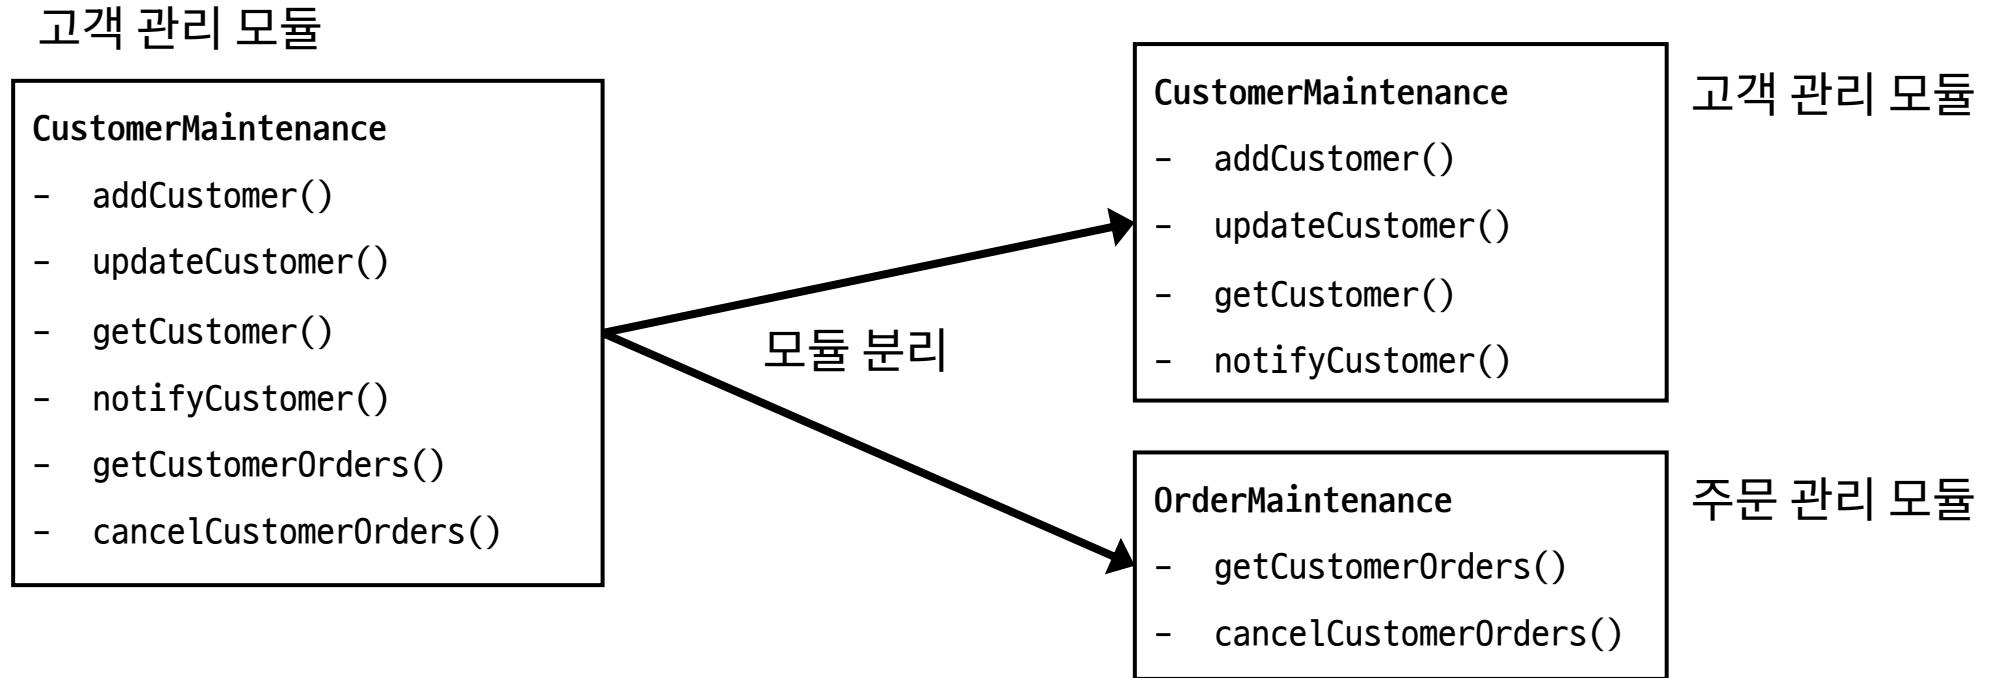 고객 관리 모듈
CustomerMaintenance
- addCustomer()
- updateCustomer()
- getCustomer()
- notifyCustomer()
- getCustomerOrders()
- cancelCustomerOrders()
모듈 분리
CustomerMaintenance
- addCustomer()
- updateCustomer()
- getCustomer()
- notifyCustomer()
고객 관리 모듈
OrderMaintenance
- getCustomerOrders()
- cancelCustomerOrders()
주문 관리 모듈